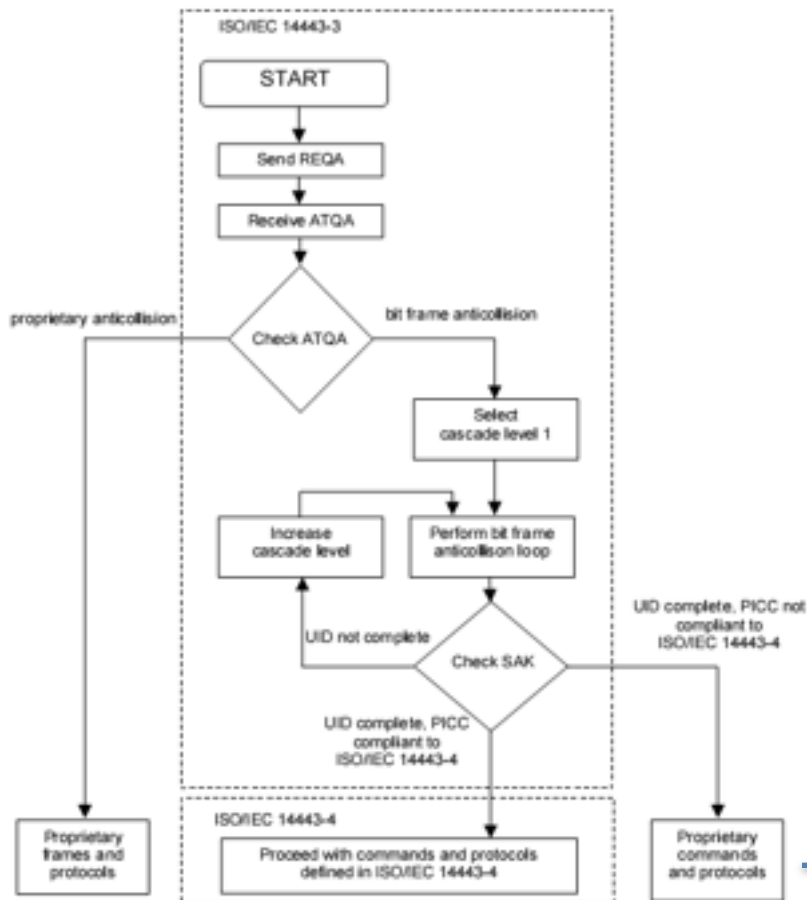 ISO/IEC 14443-3
START
Send REQA
Receive ATQA
proprietary anticollision
bit frame anticollision
Check ATQA
Select
cascade level 1
Increase
cascade level
Perform bit frame
anticollison loop
UID not complete
Check SAK
UID complete, PICC not
compliant to
ISO/IEC 14443-4
UID complete, PICC
compliant to
ISO/IEC 14443-4
ISO/IEC 14443-4
Proprietary
frames and
protocols
Proceed with commands and protocols
defined in ISO/IEC 14443-4
Proprietary
commands
and protocols